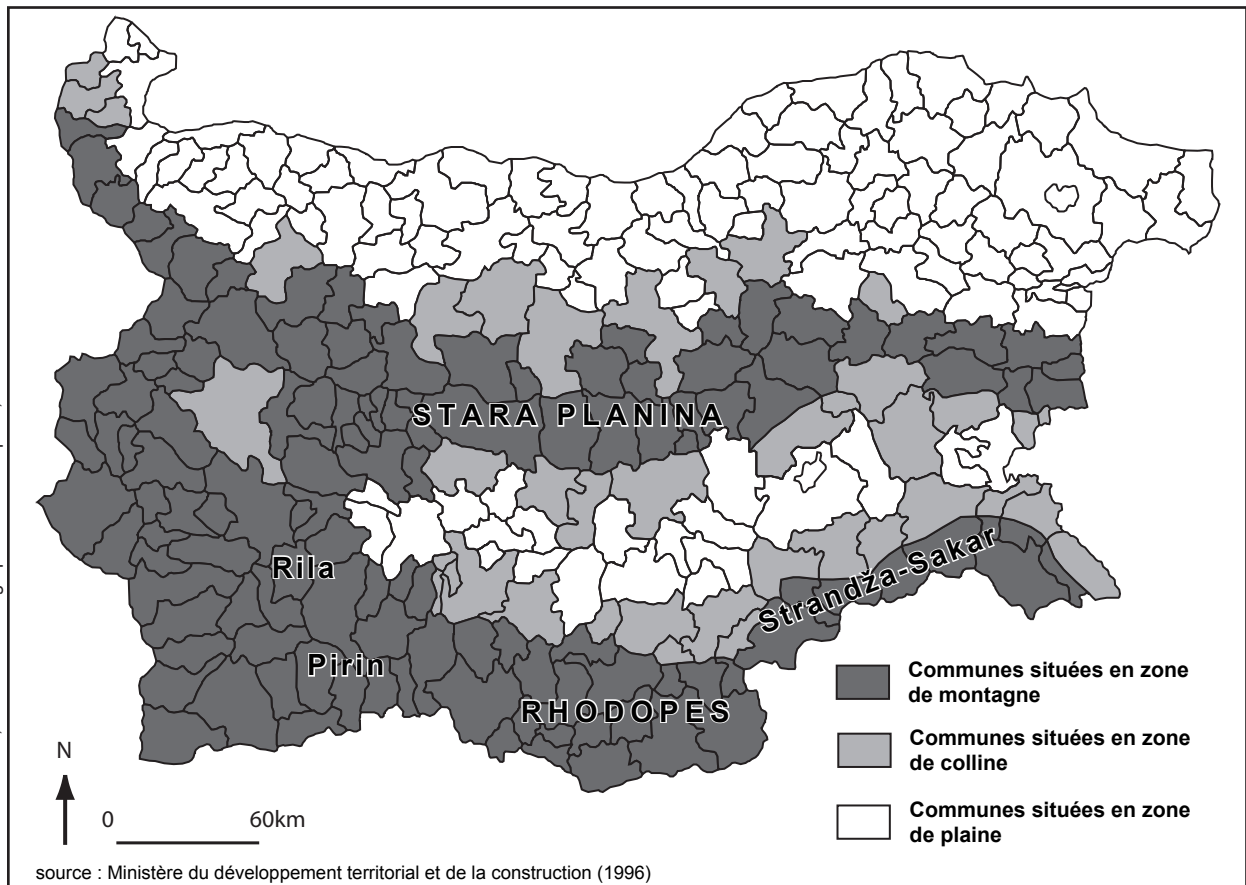 STARA PLANINA
Rila
Strandža-Sakar
Pirin
RHODOPES
Communes situées en zone
de montagne
Communes situées en zone
de colline
Communes situées en zone
de plaine
N
0 60km
source : Ministère du développement territorial et de la construction (1996)